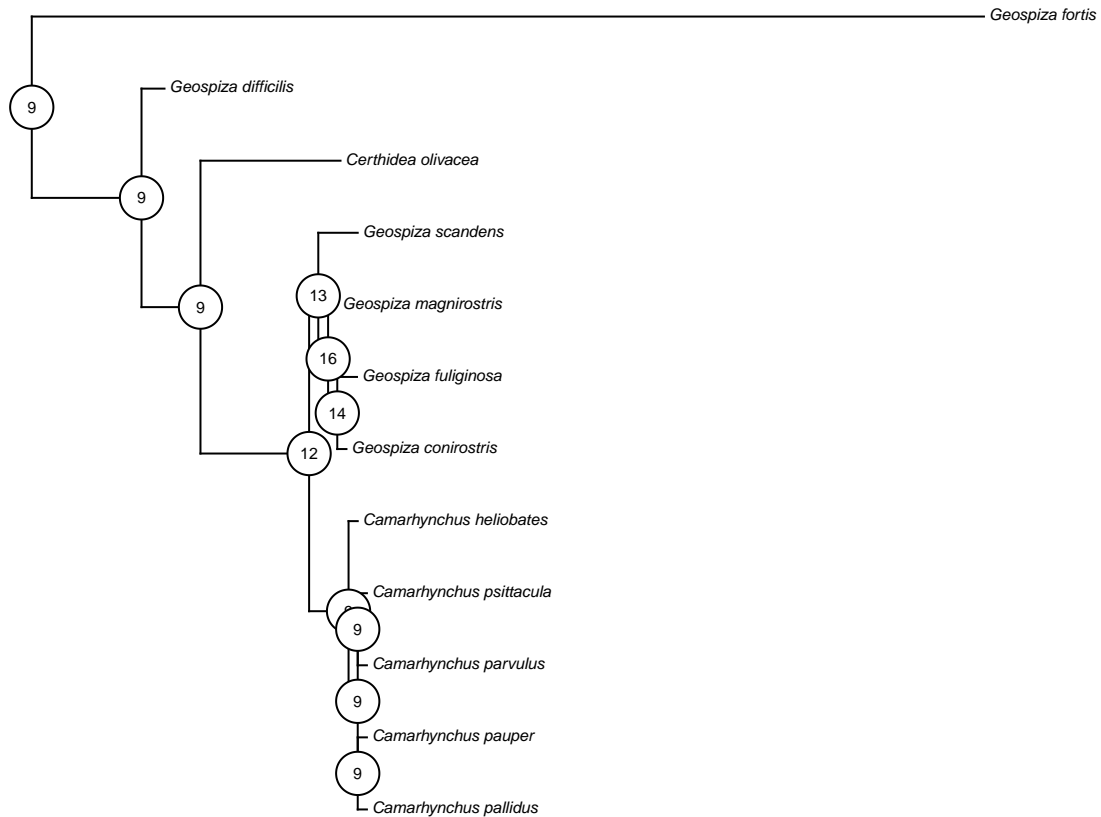 Geospiza fortis
Geospiza difficilis
9
Certhidea olivacea
9
Geospiza scandens
13
Geospiza magnirostris
9
16
Geospiza fuliginosa
14
Geospiza conirostris
12
Camarhynchus heliobates
Camarhynchus psittacula
9
Camarhynchus parvulus
9
Camarhynchus pauper
9
Camarhynchus pallidus